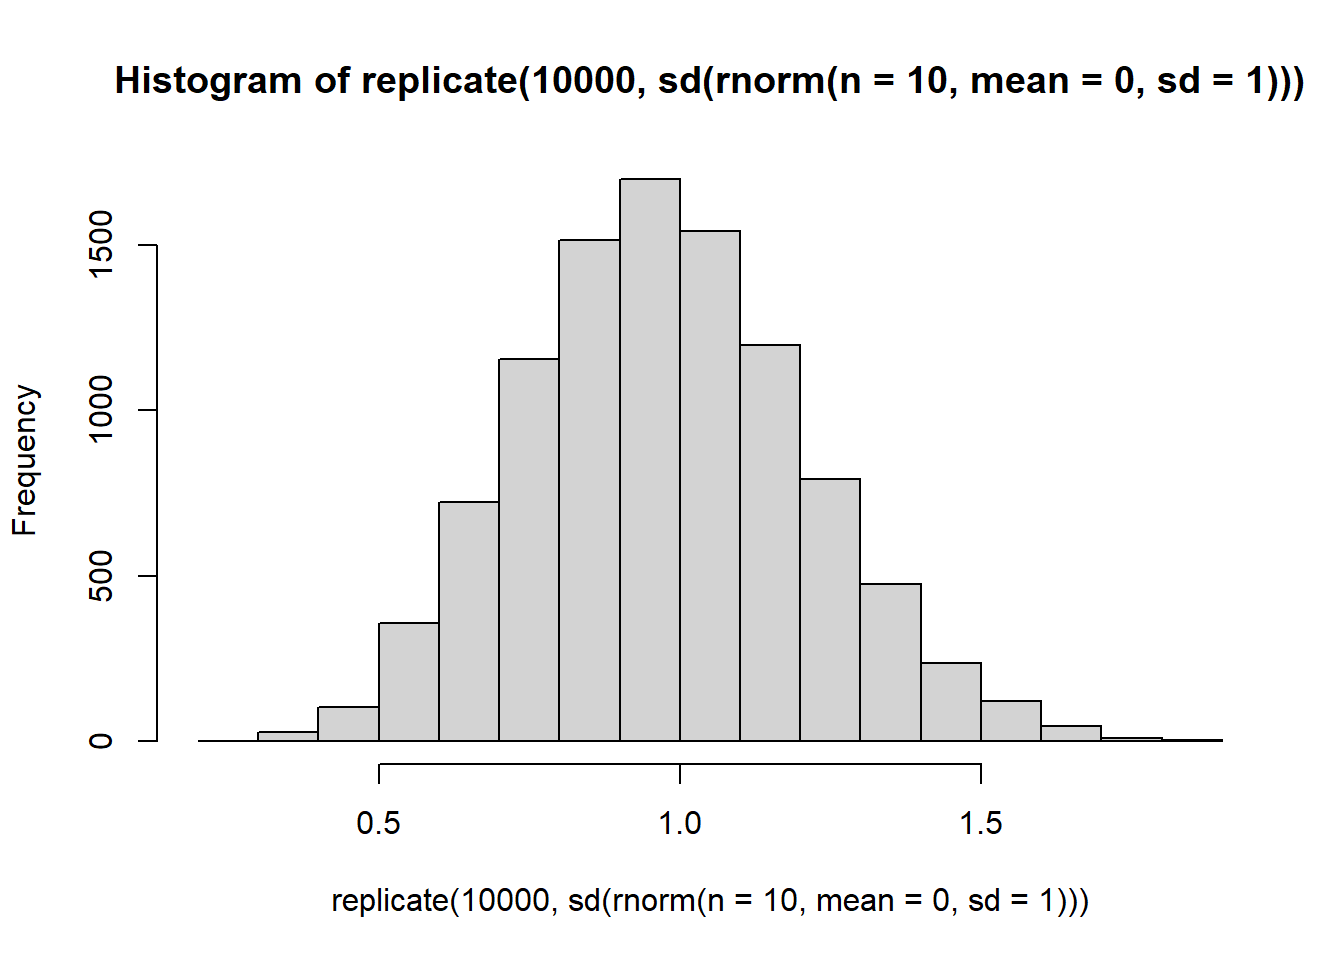 Histogram of replicate(10000, sd(rnorm(n = 10, mean = 0, sd = 1)))
1500
1000
500
0
Frequency
0.5 1.0 1.5
replicate(10000, sd(rnorm(n = 10, mean = 0, sd = 1)))